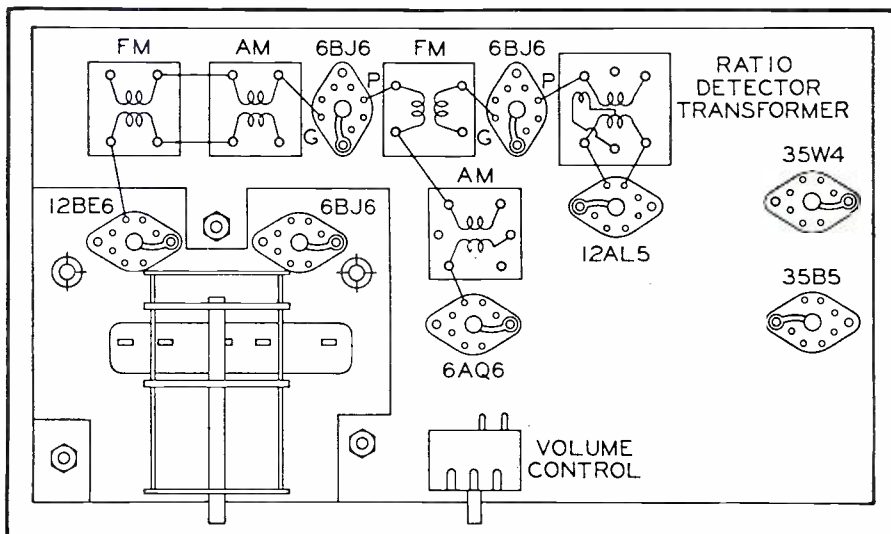 FM
AM
6BJ6
FM
6BJ6
P
P
G
G
RATIO
DETECTOR
TRANSFORMER
35W4
AM
12BE6
6BJ6
12AL5
35B5
6AQ6
VOLUME
CONTROL